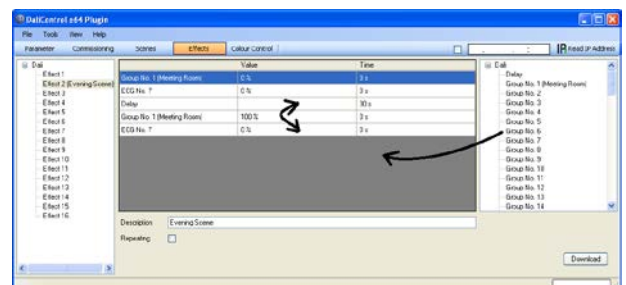 DaliControl e64 Plugin
File Tools View Help
Parameter Commissioning Scenes Effects Colour Control
Read IP Address
Dali
Effect 1
Effect 2 (Evening Scene)
Effect 3
Effect 4
Effect 5
Effect 6
Effect 7
Effect 8
Effect 9
Effect 10
Effect 11
Effect 12
Effect 13
Effect 14
Effect 15
Effect 16
Value Time
Group No. 1 (Meeting Room) 0 % 3 s
ECG No. 7 0 % 3 s
Delay 30 s
Group No. 1 (Meeting Room) 100 % 3 s
ECG No. 7 0 % 3 s
Description Evening Scene
Repeating
Dali
Delay
Group No. 1 (Meeting Room)
Group No. 2
Group No. 3
Group No. 4
Group No. 5
Group No. 6
Group No. 7
Group No. 8
Group No. 9
Group No. 10
Group No. 11
Group No. 12
Group No. 13
Group No. 14
Download